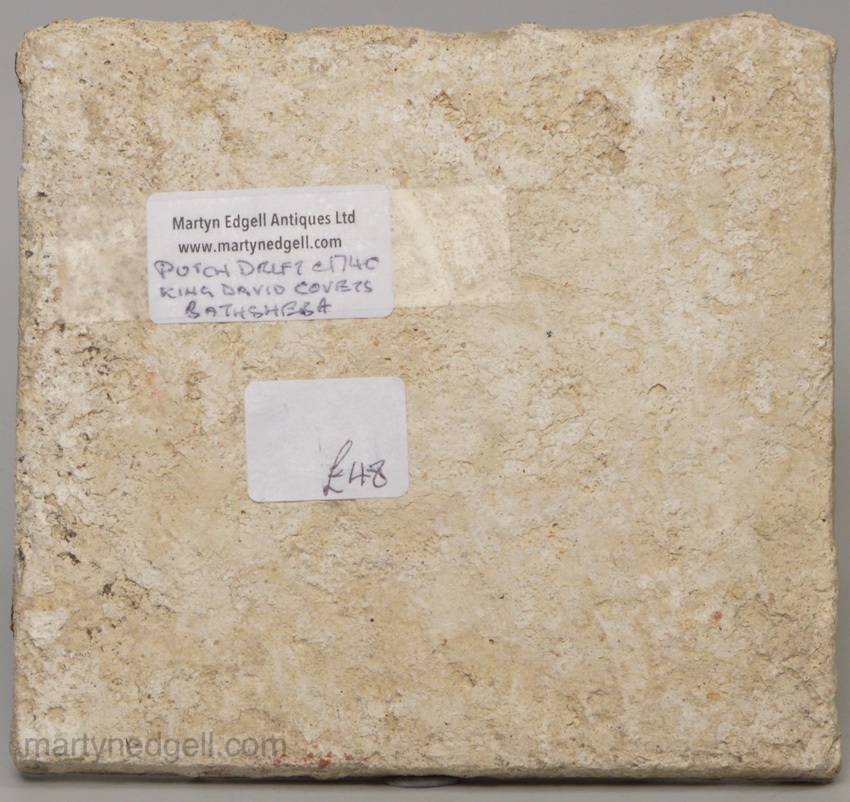 Martyn Edgell Antiques Ltd
www.martynedgell.com
DUTCH DELFT c1740
KING DAVID COVETS
BATHSHEBA
£48
martynedgell.com